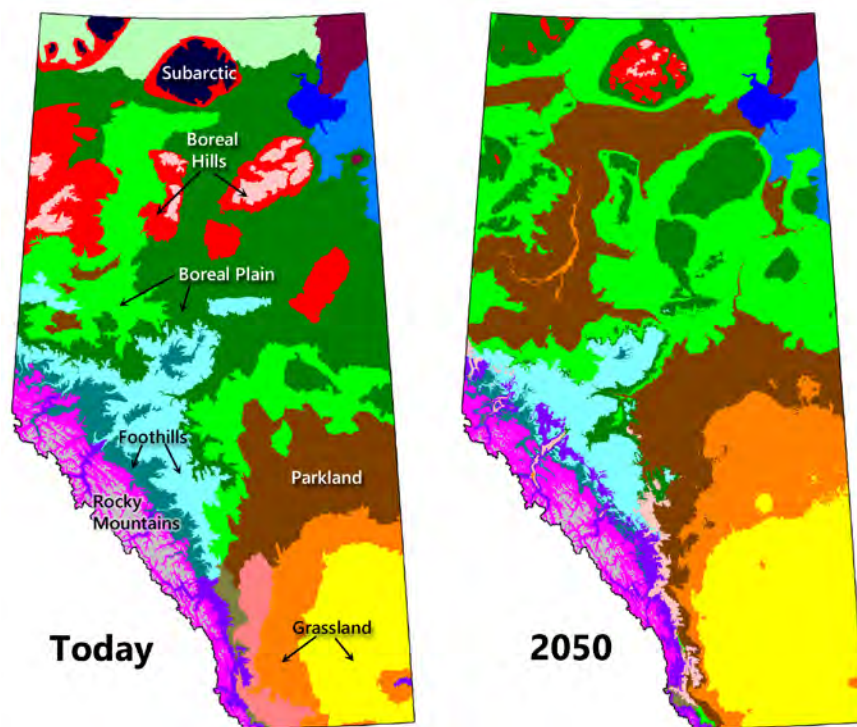 Subarctic
Boreal
Hills
Boreal Plain
Foothills
Parkland
Rocky
Mountains
Grassland
Today
2050